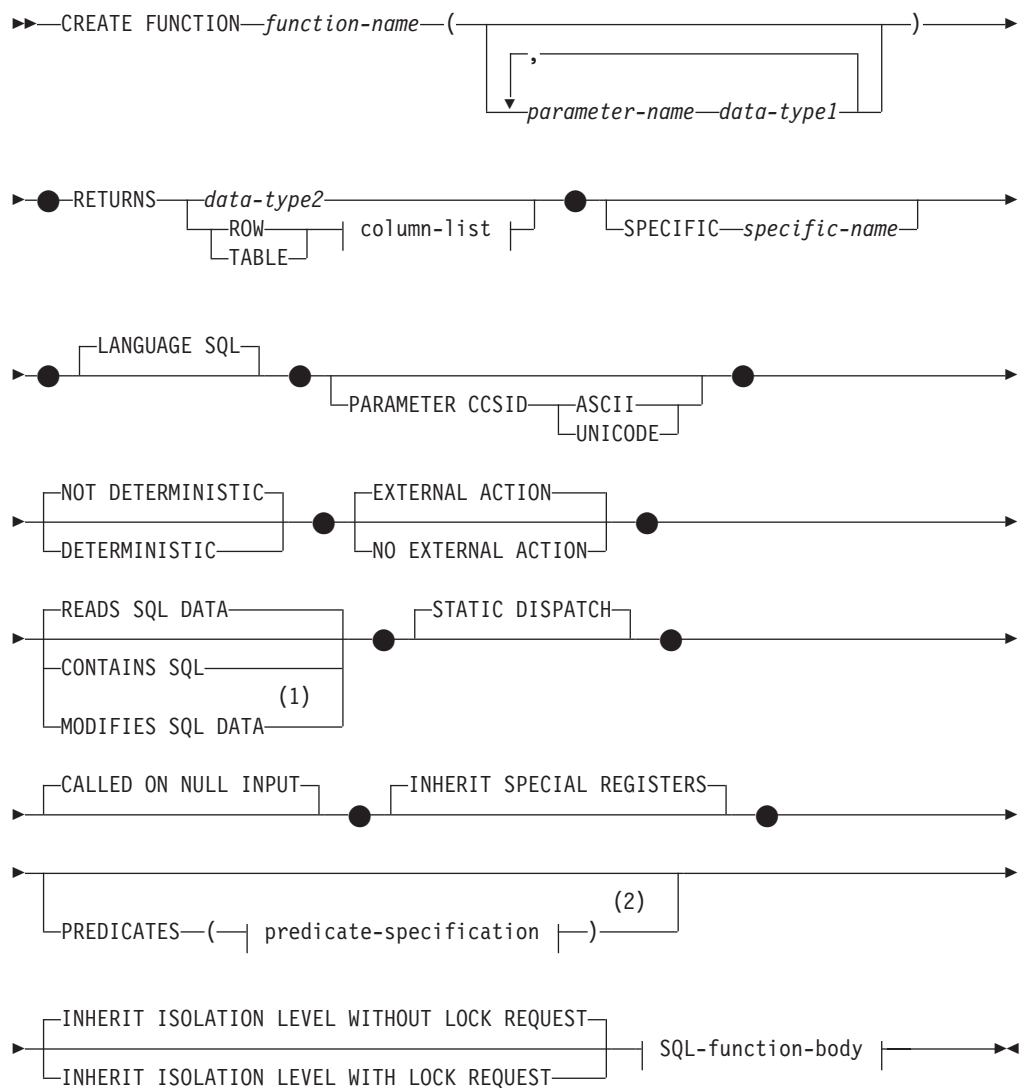 CREATE FUNCTION function-name ( )
,
parameter-name data-type1
RETURNS data-type2 SPECIFIC specific-name
ROW column-list
TABLE
LANGUAGE SQL
PARAMETER CCSID ASCII
UNICODE
NOT DETERMINISTIC EXTERNAL ACTION
DETERMINISTIC NO EXTERNAL ACTION
READS SQL DATA STATIC DISPATCH
CONTAINS SQL
(1)
MODIFIES SQL DATA
CALLED ON NULL INPUT INHERIT SPECIAL REGISTERS
(2)
PREDICATES ( predicate-specification )
INHERIT ISOLATION LEVEL WITHOUT LOCK REQUEST
SQL-function-body
INHERIT ISOLATION LEVEL WITH LOCK REQUEST